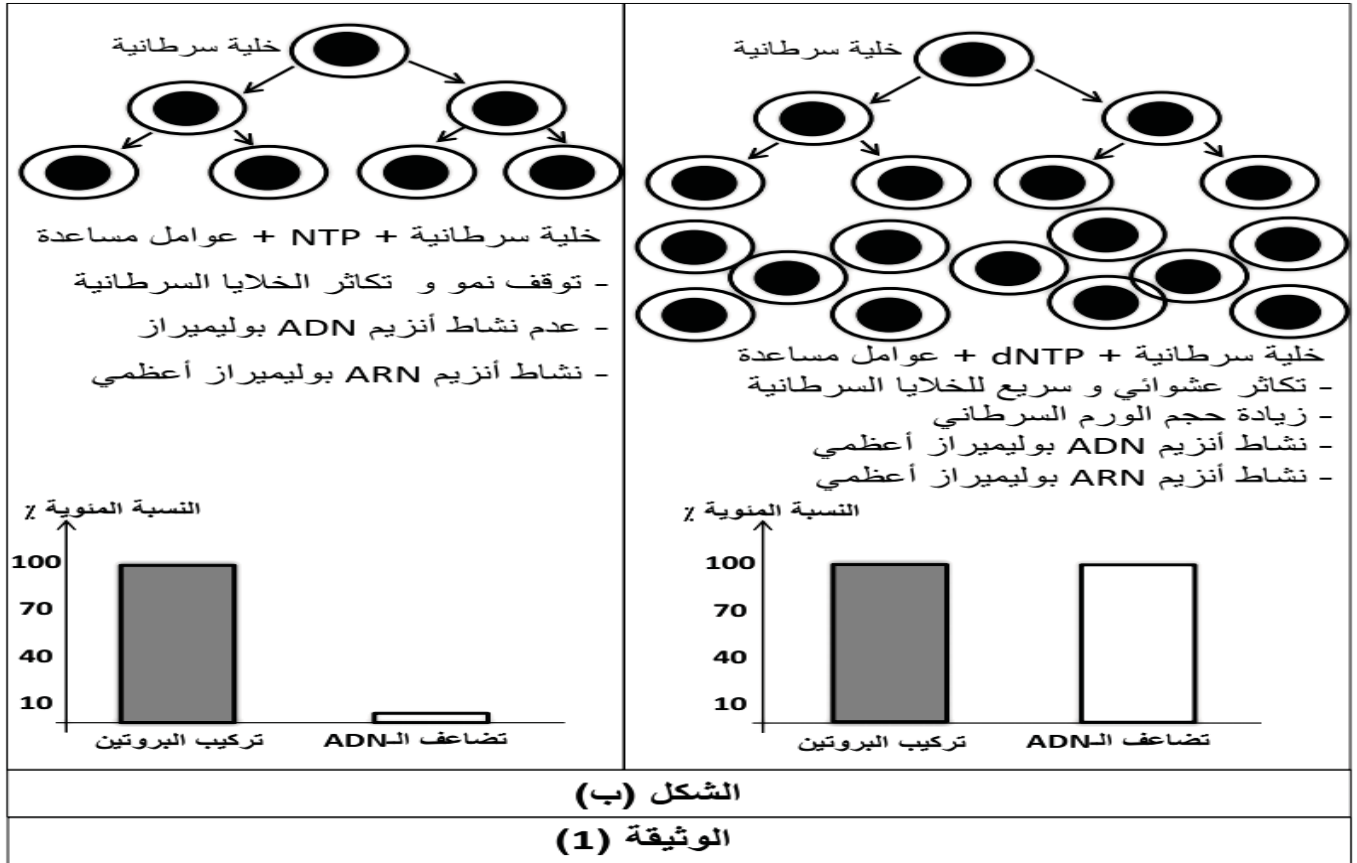 خلية سرطانية
خلية سرطانية + dNTP + عوامل مساعدة
- تكاثر عشوائي و سريع للخلايا السرطانية
- زيادة حجم الورم السرطاني
- نشاط أنزيم ADN بوليميراز أعظمي
- نشاط أنزيم ARN بوليميراز أعظمي
النسبة المئوية %
100
70
40
10
تركيب البروتين
تضاعف الـADN
خلية سرطانية
خلية سرطانية + NTP + عوامل مساعدة
- توقف نمو و تكاثر الخلايا السرطانية
- عدم نشاط أنزيم ADN بوليميراز
- نشاط أنزيم ARN بوليميراز أعظمي
النسبة المئوية %
100
70
40
10
تركيب البروتين
تضاعف الـADN
الشكل (ب)
الوثيقة (1)